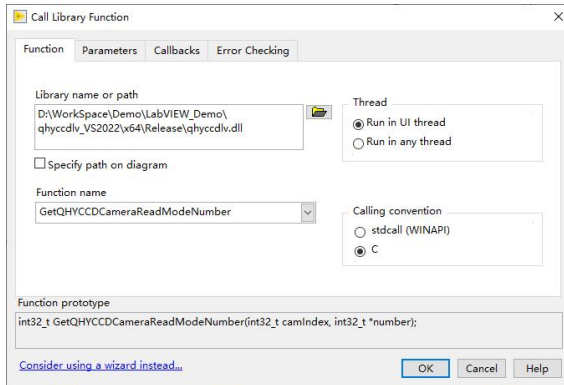 Call Library Function
Function Parameters Callbacks Error Checking
Library name or path
D:\WorkSpace\Demo\LabVIEW_Demo\
qhyccdlv_VS2022\x64\Release\qhyccdlv.dll
Specify path on diagram
Function name
GetQHYCCDCameraReadModeNumber
Thread
Run in UI thread
Run in any thread
Calling convention
stdcall (WINAPI)
C
Function prototype
int32_t GetQHYCCDCameraReadModeNumber(int32_t camIndex, int32_t *number);
Consider using a wizard instead...
OK Cancel Help